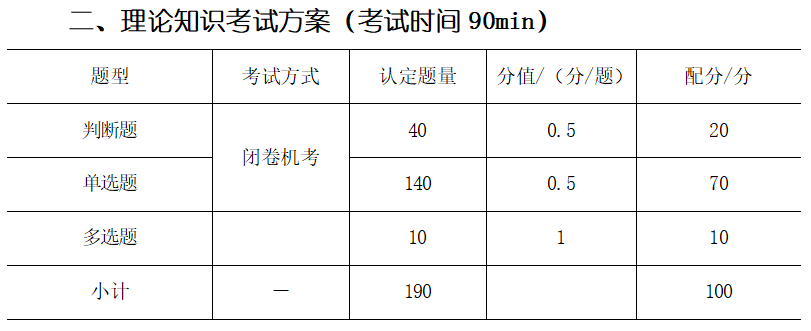 二、理论知识考试方案（考试时间 90min）
题型 考试方式 认定题量 分值/（分/题） 配分/分
判断题 40 0.5 20
闭卷机考
单选题 140 0.5 70
多选题 10 1 10
小计 — 190 100